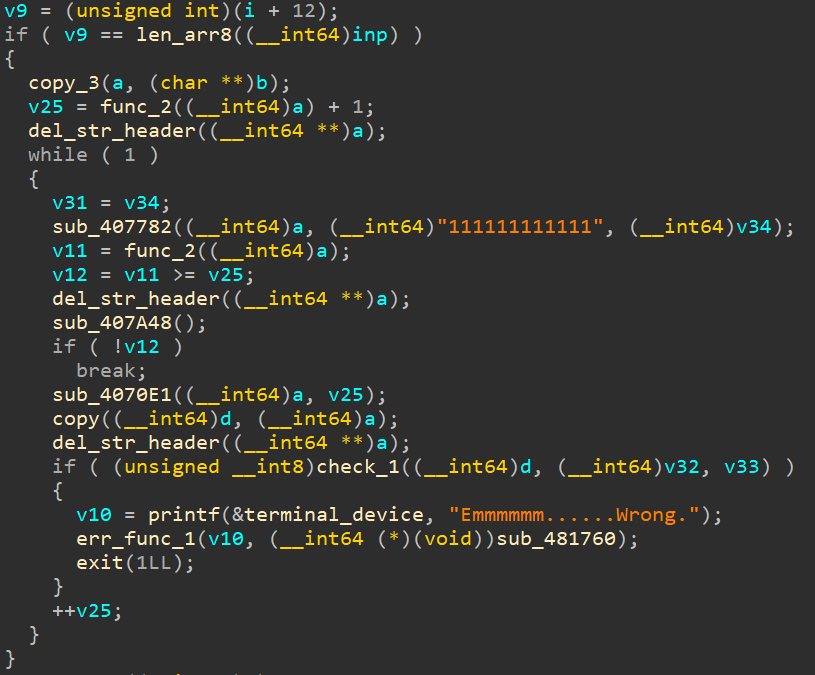 v9 = (unsigned int)(i + 12);
if ( v9 == len_arr8((__int64)inp) )
{
  copy_3(a, (char **)b);
  v25 = func_2((__int64)a) + 1;
  del_str_header((__int64 **)a);
  while ( 1 )
  {
    v31 = v34;
    sub_407782((__int64)a, (__int64)"111111111111", (__int64)v34);
    v11 = func_2((__int64)a);
    v12 = v11 >= v25;
    del_str_header((__int64 **)a);
    sub_407A48();
    if ( !v12 )
      break;
    sub_4070E1((__int64)a, v25);
    copy((__int64)d, (__int64)a);
    del_str_header((__int64 **)a);
    if ( (unsigned __int8)check_1((__int64)d, (__int64)v32, v33) )
    {
      v10 = printf(&terminal_device, "Emmmmmm......Wrong.");
      err_func_1(v10, (__int64 (*)(void))sub_481760);
      exit(1LL);
    }
    ++v25;
  }
}